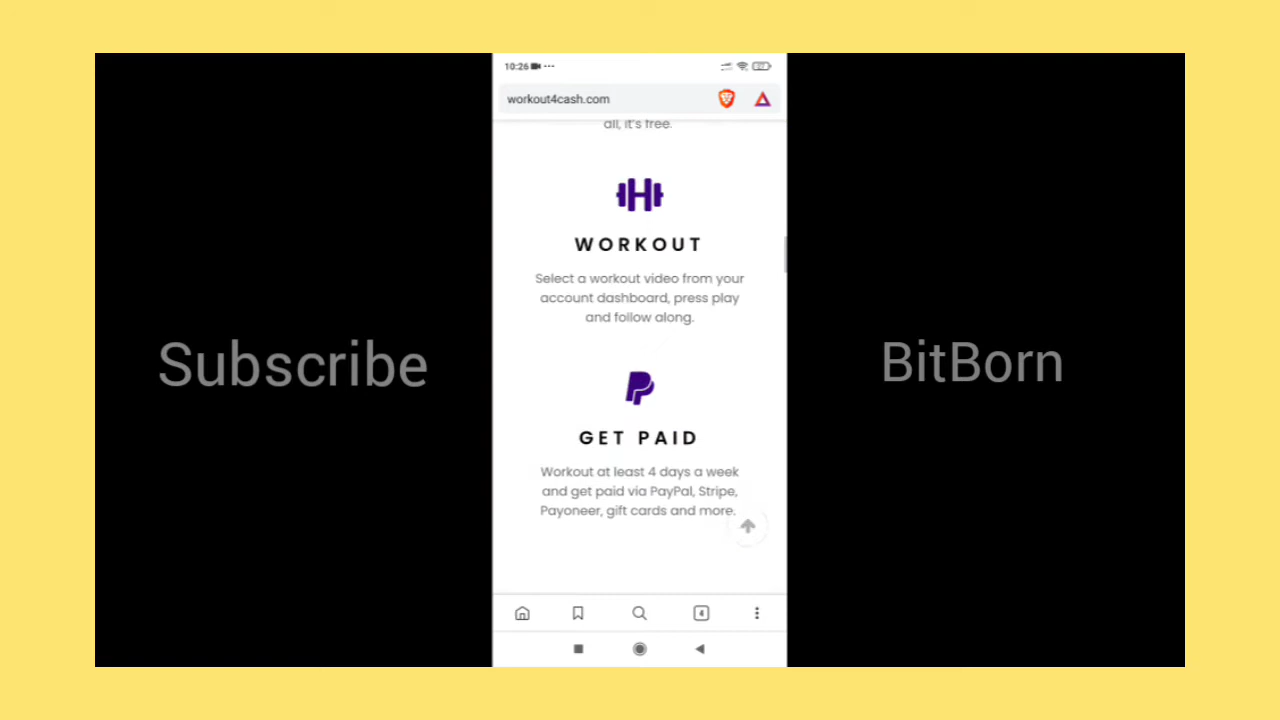 10:26
workout4cash.com
all, it's free.
WORKOUT
Select a workout video from your
account dashboard, press play
and follow along.
Subscribe
BitBorn
GET PAID
Workout at least 4 days a week
and get paid via PayPal, Stripe,
Payoneer, gift cards and more.
4